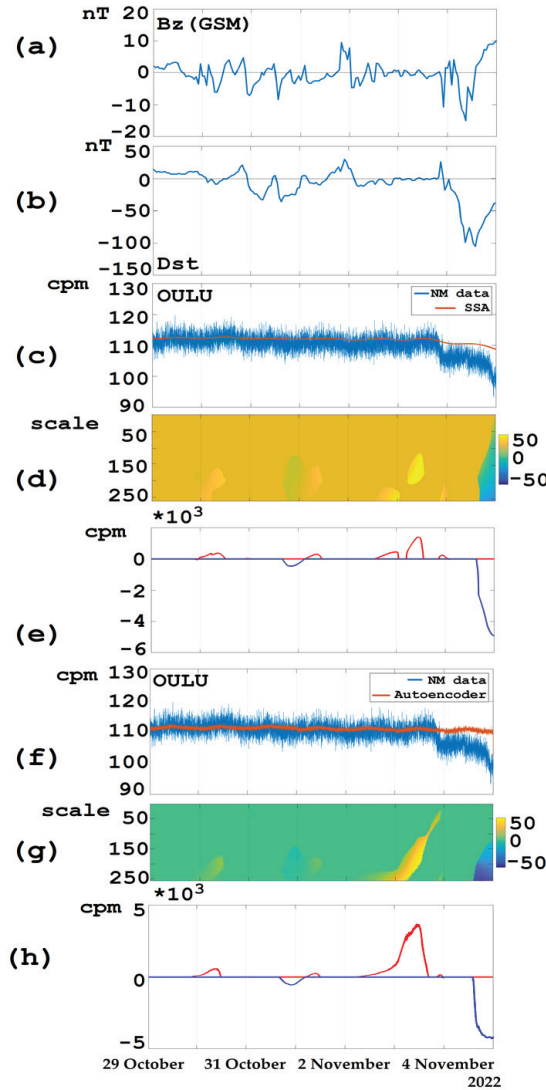 nT
Bz(GSM)
(a)
20
10
0
-10
-20
nT
(b)
50
0
-50
-100
-150
Dst
cpm
(c)
130
120
110
100
90
OULU
NM data
SSA
scale
(d)
50
150
250
50
0
-50
*10³
cpm
(e)
0
-2
-4
-6
cpm
(f)
130
120
110
100
90
OULU
NM data
Autoencoder
scale
(g)
50
150
250
50
0
-50
*10³
cpm
(h)
5
0
-5
29 October 31 October 2 November 4 November
2022